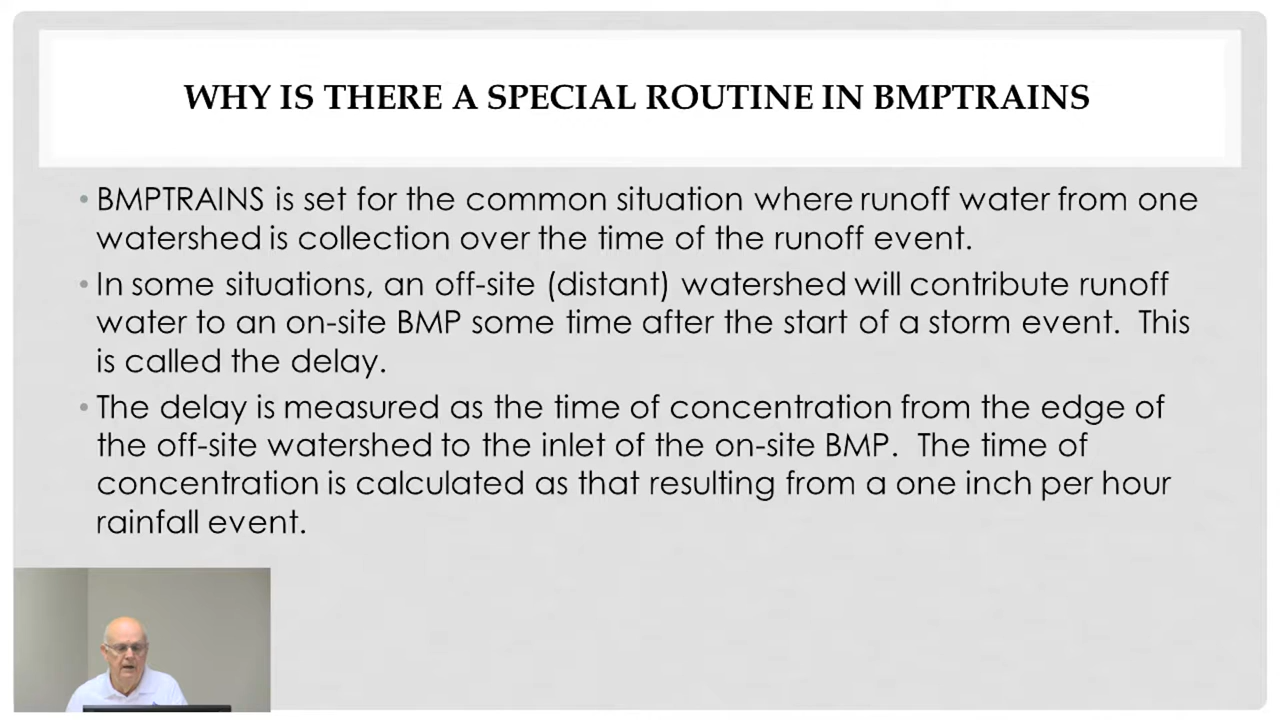 WHY IS THERE A SPECIAL ROUTINE IN BMPTRAINS
• BMPTRAINS is set for the common situation where runoff water from one
watershed is collection over the time of the runoff event.
• In some situations, an off-site (distant) watershed will contribute runoff
water to an on-site BMP some time after the start of a storm event. This
is called the delay.
• The delay is measured as the time of concentration from the edge of
the off-site watershed to the inlet of the on-site BMP. The time of
concentration is calculated as that resulting from a one inch per hour
rainfall event.